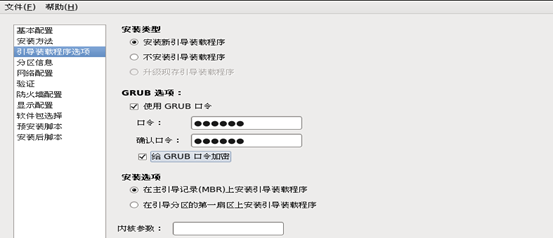 文件(F) 帮助(H)
基本配置
安装方法
引导装载程序选项
分区信息
网络配置
验证
防火墙配置
显示配置
软件包选择
预安装脚本
安装后脚本
安装类型
安装新引导装载程序
不安装引导装载程序
升级现存引导装载程序
GRUB 选项：
使用 GRUB 口令
口令：●●●●●●
确认口令：●●●●●●
给 GRUB 口令加密
安装选项
在主引导记录(MBR)上安装引导装载程序
在引导分区的第一扇区上安装引导装载程序
内核参数：